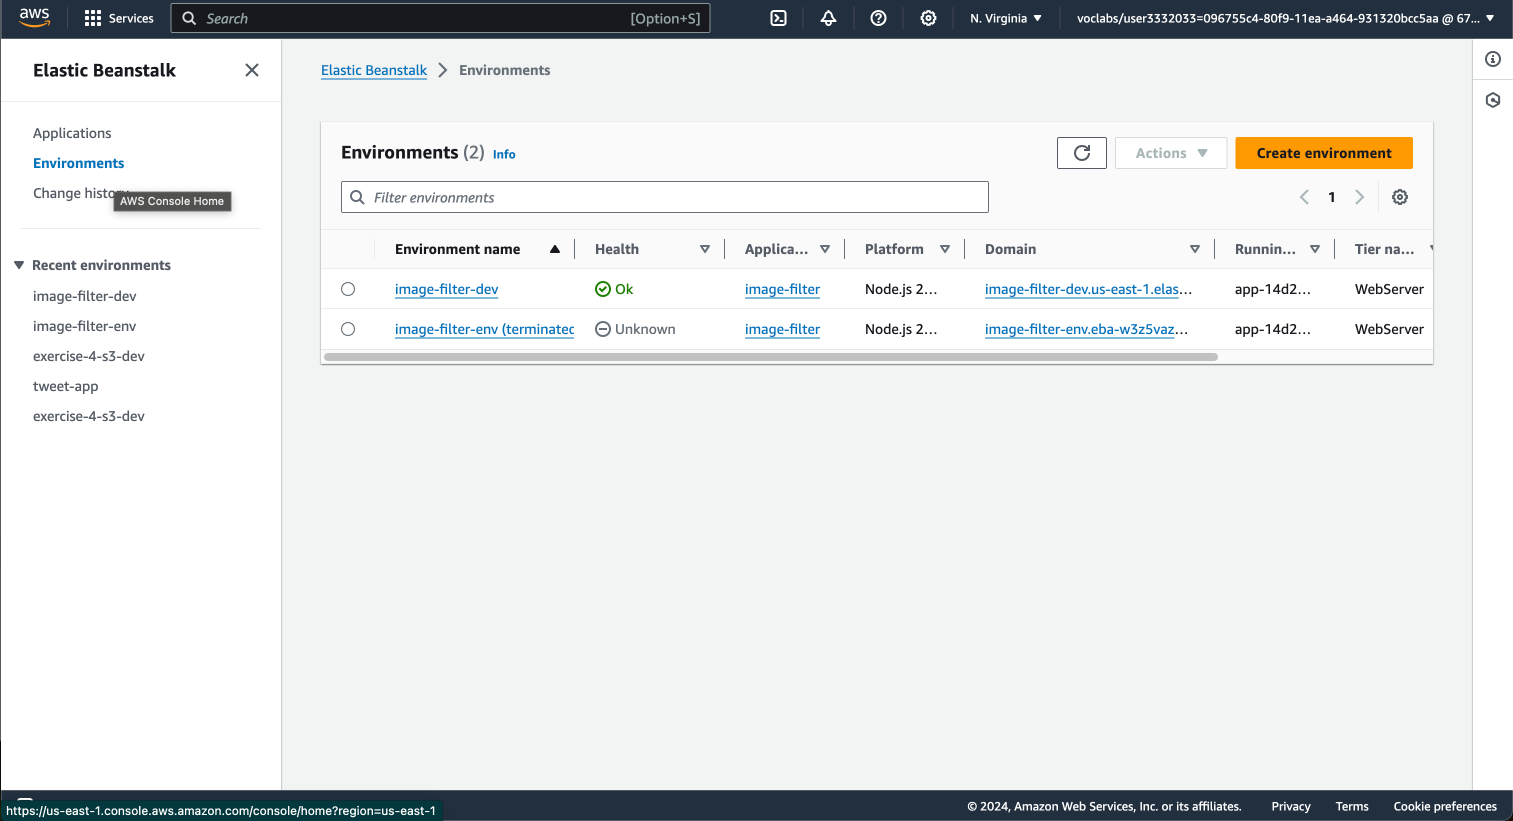 aws
Services
Search
[Option+S]
N. Virginia
voclabs/user3332033=096755c4-80f9-11ea-a464-931320bcc5aa @ 67...
Elastic Beanstalk
Applications
Environments
Change history
AWS Console Home
Recent environments
image-filter-dev
image-filter-env
exercise-4-s3-dev
tweet-app
exercise-4-s3-dev
Elastic Beanstalk > Environments
Environments (2) Info
Actions
Create environment
Filter environments
1
Environment name Health Applica... Platform Domain Runnin... Tier na...
image-filter-dev Ok image-filter Node.js 2... image-filter-dev.us-east-1.elas... app-14d2... WebServer
image-filter-env (terminated Unknown image-filter Node.js 2... image-filter-env.eba-w3z5vaz... app-14d2... WebServer
https://us-east-1.console.aws.amazon.com/console/home?region=us-east-1
© 2024, Amazon Web Services, Inc. or its affiliates. Privacy Terms Cookie preferences